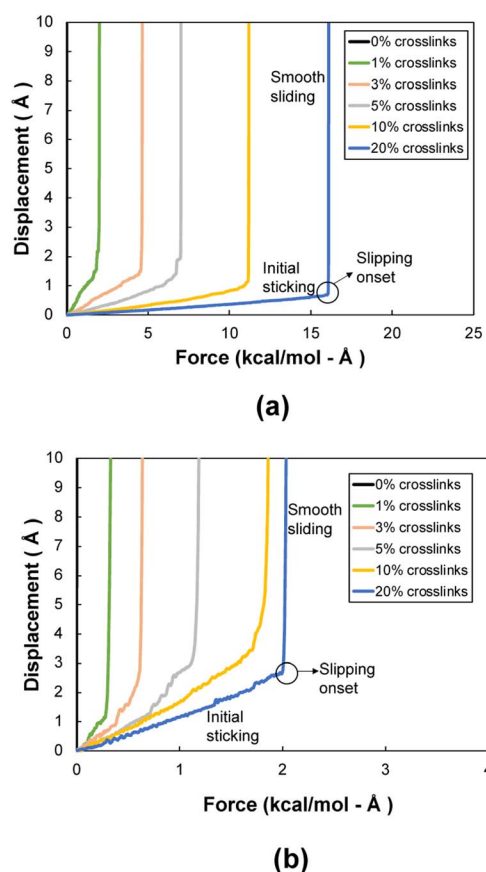 10
9
8
7
6
5
4
3
2
1
0
Displacement ( Å )
0% crosslinks
1% crosslinks
3% crosslinks
5% crosslinks
10% crosslinks
20% crosslinks
Smooth
sliding
Initial
sticking
Slipping
onset
0 5 10 15 20 25
Force (kcal/mol - Å )
(a)
10
9
8
7
6
5
4
3
2
1
0
Displacement ( Å )
0% crosslinks
1% crosslinks
3% crosslinks
5% crosslinks
10% crosslinks
20% crosslinks
Smooth
sliding
Slipping
onset
Initial
sticking
0 1 2 3 4
Force (kcal/mol - Å )
(b)